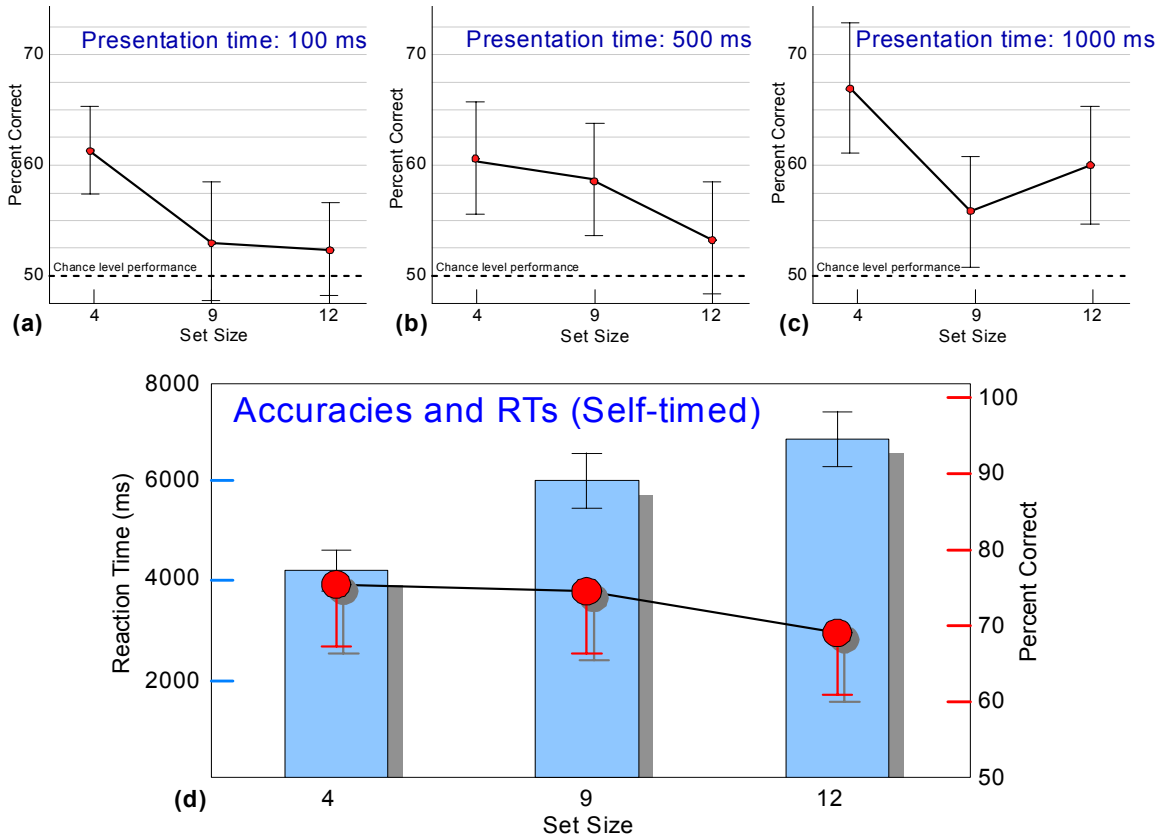 Presentation time: 100 ms
70
60
50
Percent Correct
Chance level performance
4
9
12
(a)
Set Size
Presentation time: 500 ms
70
60
50
Percent Correct
Chance level performance
4
9
12
(b)
Set Size
Presentation time: 1000 ms
70
60
50
Percent Correct
Chance level performance
4
9
12
(c)
Set Size
Accuracies and RTs (Self-timed)
8000
6000
4000
2000
Reaction Time (ms)
100
90
80
70
60
50
Percent Correct
(d)
4
9
12
Set Size